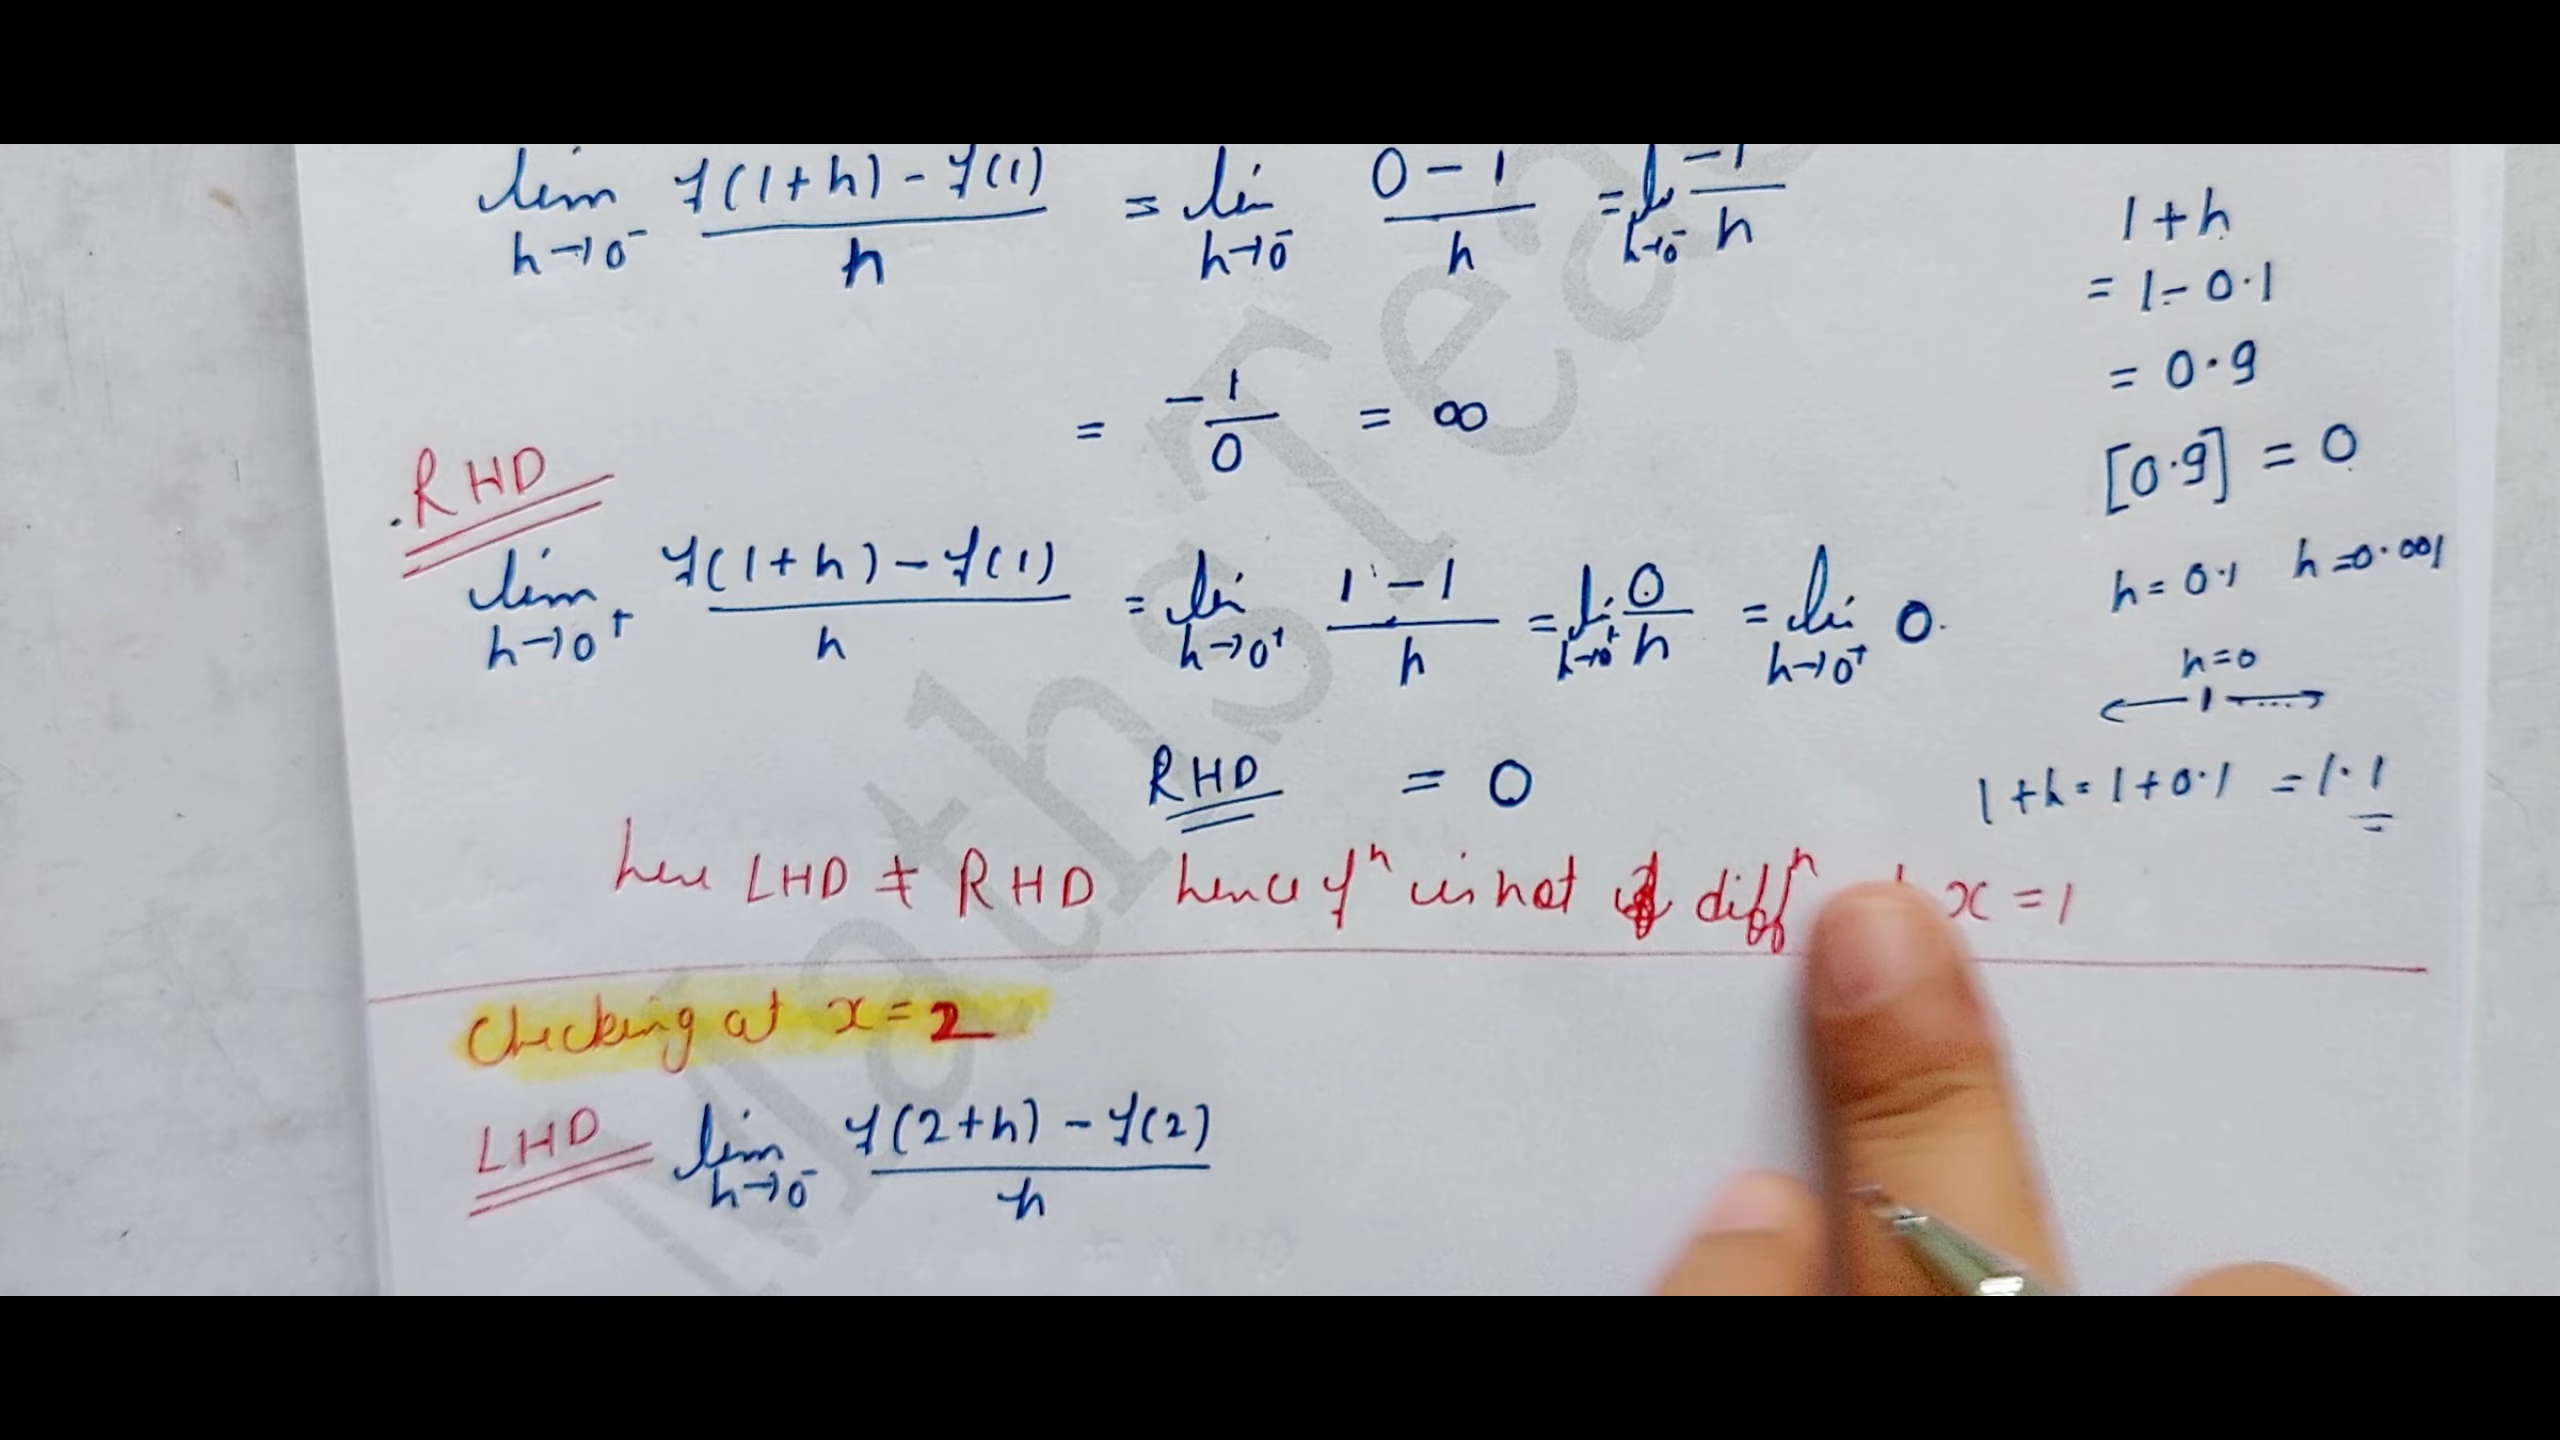 lim h→0⁻ f(1+h) - f(1) / h = lim h→0⁻ 0 - 1 / h = lim h→0⁻ -1 / h
= -1/0 = ∞
RHD
lim h→0⁺ f(1+h) - f(1) / h = lim h→0⁺ 1 - 1 / h = lim h→0⁺ 0/h = lim h→0⁺ 0.
RHD = 0
here LHD ≠ RHD hence fⁿ is not diffⁿ x = 1
Checking at x = 2
LHD lim h→0⁻ f(2+h) - f(2) / h
1 + h
= 1 - 0.1
= 0.9
[0.9] = 0
h = 0.1 h = 0.001
h = 0
1
1 + h = 1 + 0.1 = 1.1
Maths Tea